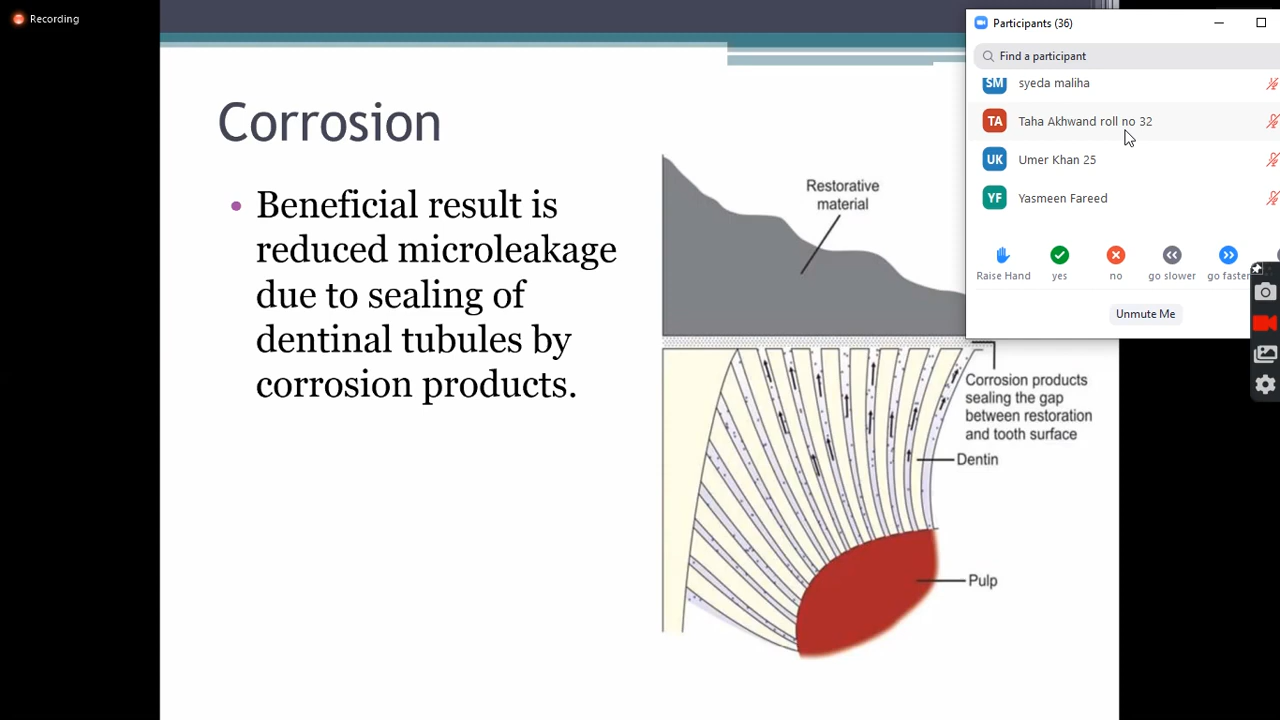 Recording
Corrosion
• Beneficial result is
reduced microleakage
due to sealing of
dentinal tubules by
corrosion products.
Restorative
material
Corrosion products
sealing the gap
between restoration
and tooth surface
Dentin
Pulp
Participants (36)
Find a participant
SM syeda maliha
TA Taha Akhwand roll no 32
UK Umer Khan 25
YF Yasmeen Fareed
Raise Hand yes no go slower go faster
Unmute Me